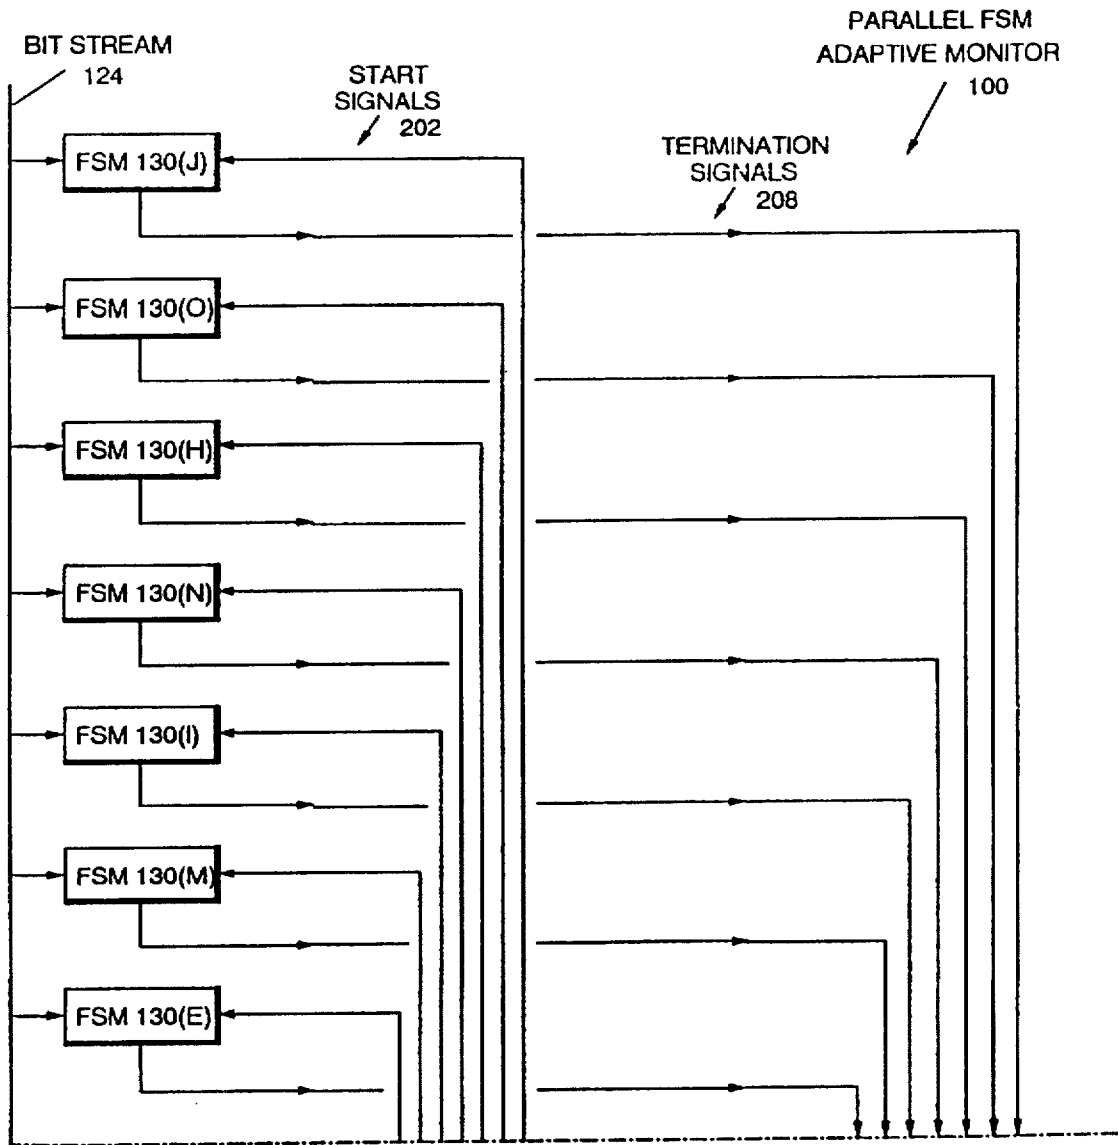 BIT STREAM
124
START
SIGNALS
202
PARALLEL FSM
ADAPTIVE MONITOR
100
TERMINATION
SIGNALS
208
FSM 130(J)
FSM 130(O)
FSM 130(H)
FSM 130(N)
FSM 130(I)
FSM 130(M)
FSM 130(E)